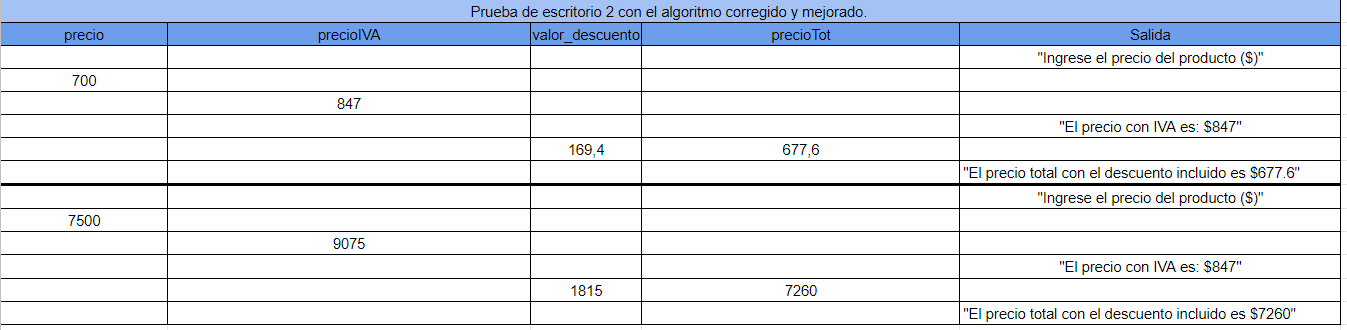 Prueba de escritorio 2 con el algoritmo corregido y mejorado.
precio precioIVA valor_descuento precioTot Salida
"Ingrese el precio del producto ($)"
700
847
"El precio con IVA es: $847"
169,4 677,6
"El precio total con el descuento incluido es $677.6"
"Ingrese el precio del producto ($)"
7500
9075
"El precio con IVA es: $847"
1815 7260
"El precio total con el descuento incluido es $7260"